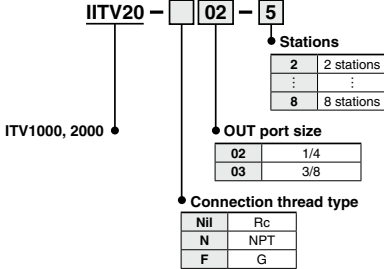 IITV20 – 02 – 5
Stations
2 2 stations
⋮ ⋮
8 8 stations
ITV1000, 2000
OUT port size
02 1/4
03 3/8
Connection thread type
Nil Rc
N NPT
F G